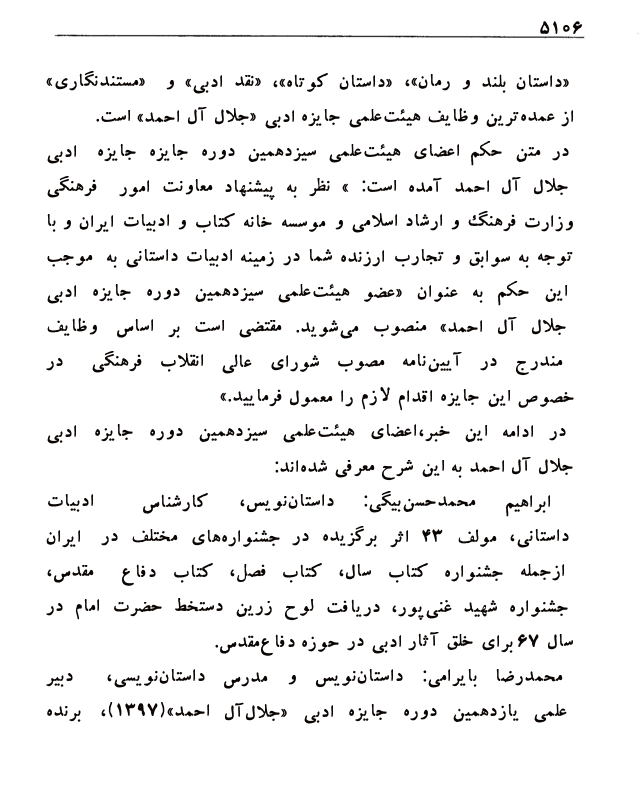 ۵۱۰۶
«داستان بلند و رمان»، «داستان کوتاه»، «نقد ادبی» و «مستندنگاری»
از عمده‌ترین وظایف هیئت‌علمی جایزه ادبی «جلال آل احمد» است.
در متن حکم اعضای هیئت‌علمی سیزدهمین دوره جایزه جایزه ادبی
جلال آل احمد آمده است: » نظر به پیشنهاد معاونت امور فرهنگی
وزارت فرهنگ و ارشاد اسلامی و موسسه خانه کتاب و ادبیات ایران و با
توجه به سوابق و تجارب ارزنده شما در زمینه ادبیات داستانی به موجب
این حکم به عنوان «عضو هیئت‌علمی سیزدهمین دوره جایزه ادبی
جلال آل احمد» منصوب می‌شوید. مقتضی است بر اساس وظایف
مندرج در آیین‌نامه مصوب شورای عالی انقلاب فرهنگی در
خصوص این جایزه اقدام لازم را معمول فرمایید.»
در ادامه این خبر،اعضای هیئت‌علمی سیزدهمین دوره جایزه ادبی
جلال آل احمد به این شرح معرفی شده‌اند:
ابراهیم محمدحسن‌بیگی: داستان‌نویس، کارشناس ادبیات
داستانی، مولف ۴۳ اثر برگزیده در جشنواره‌های مختلف در ایران
ازجمله جشنواره کتاب سال، کتاب فصل، کتاب دفاع مقدس،
جشنواره شهید غنی‌پور، دریافت لوح زرین دستخط حضرت امام در
سال ۶۷ برای خلق آثار ادبی در حوزه دفاع‌مقدس.
محمدرضا بایرامی: داستان‌نویس و مدرس داستان‌نویسی، دبیر
علمی یازدهمین دوره جایزه ادبی «جلال‌آل احمد»(۱۳۹۷)، برنده